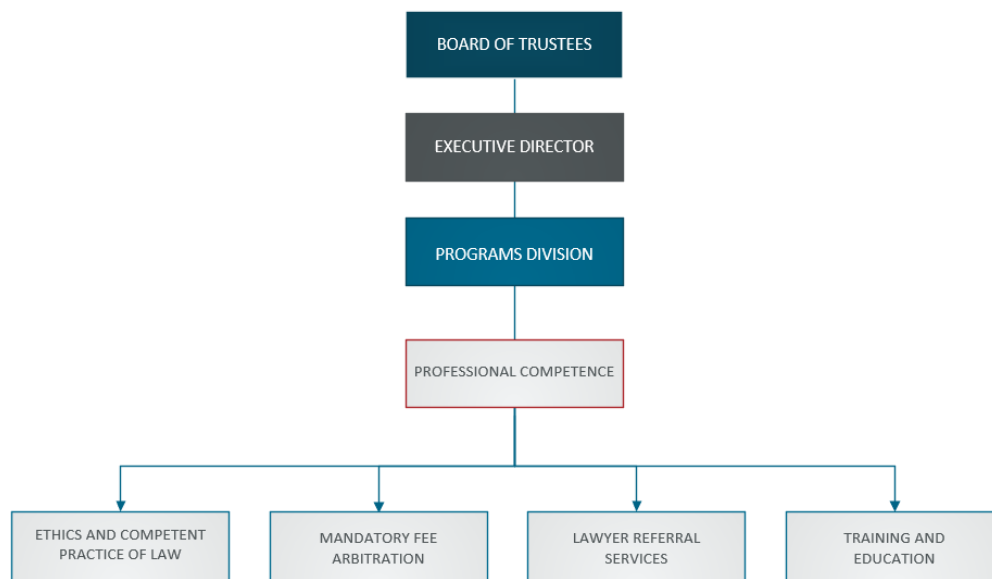 BOARD OF TRUSTEES
EXECUTIVE DIRECTOR
PROGRAMS DIVISION
PROFESSIONAL COMPETENCE
ETHICS AND COMPETENT
PRACTICE OF LAW
MANDATORY FEE
ARBITRATION
LAWYER REFERRAL
SERVICES
TRAINING AND
EDUCATION